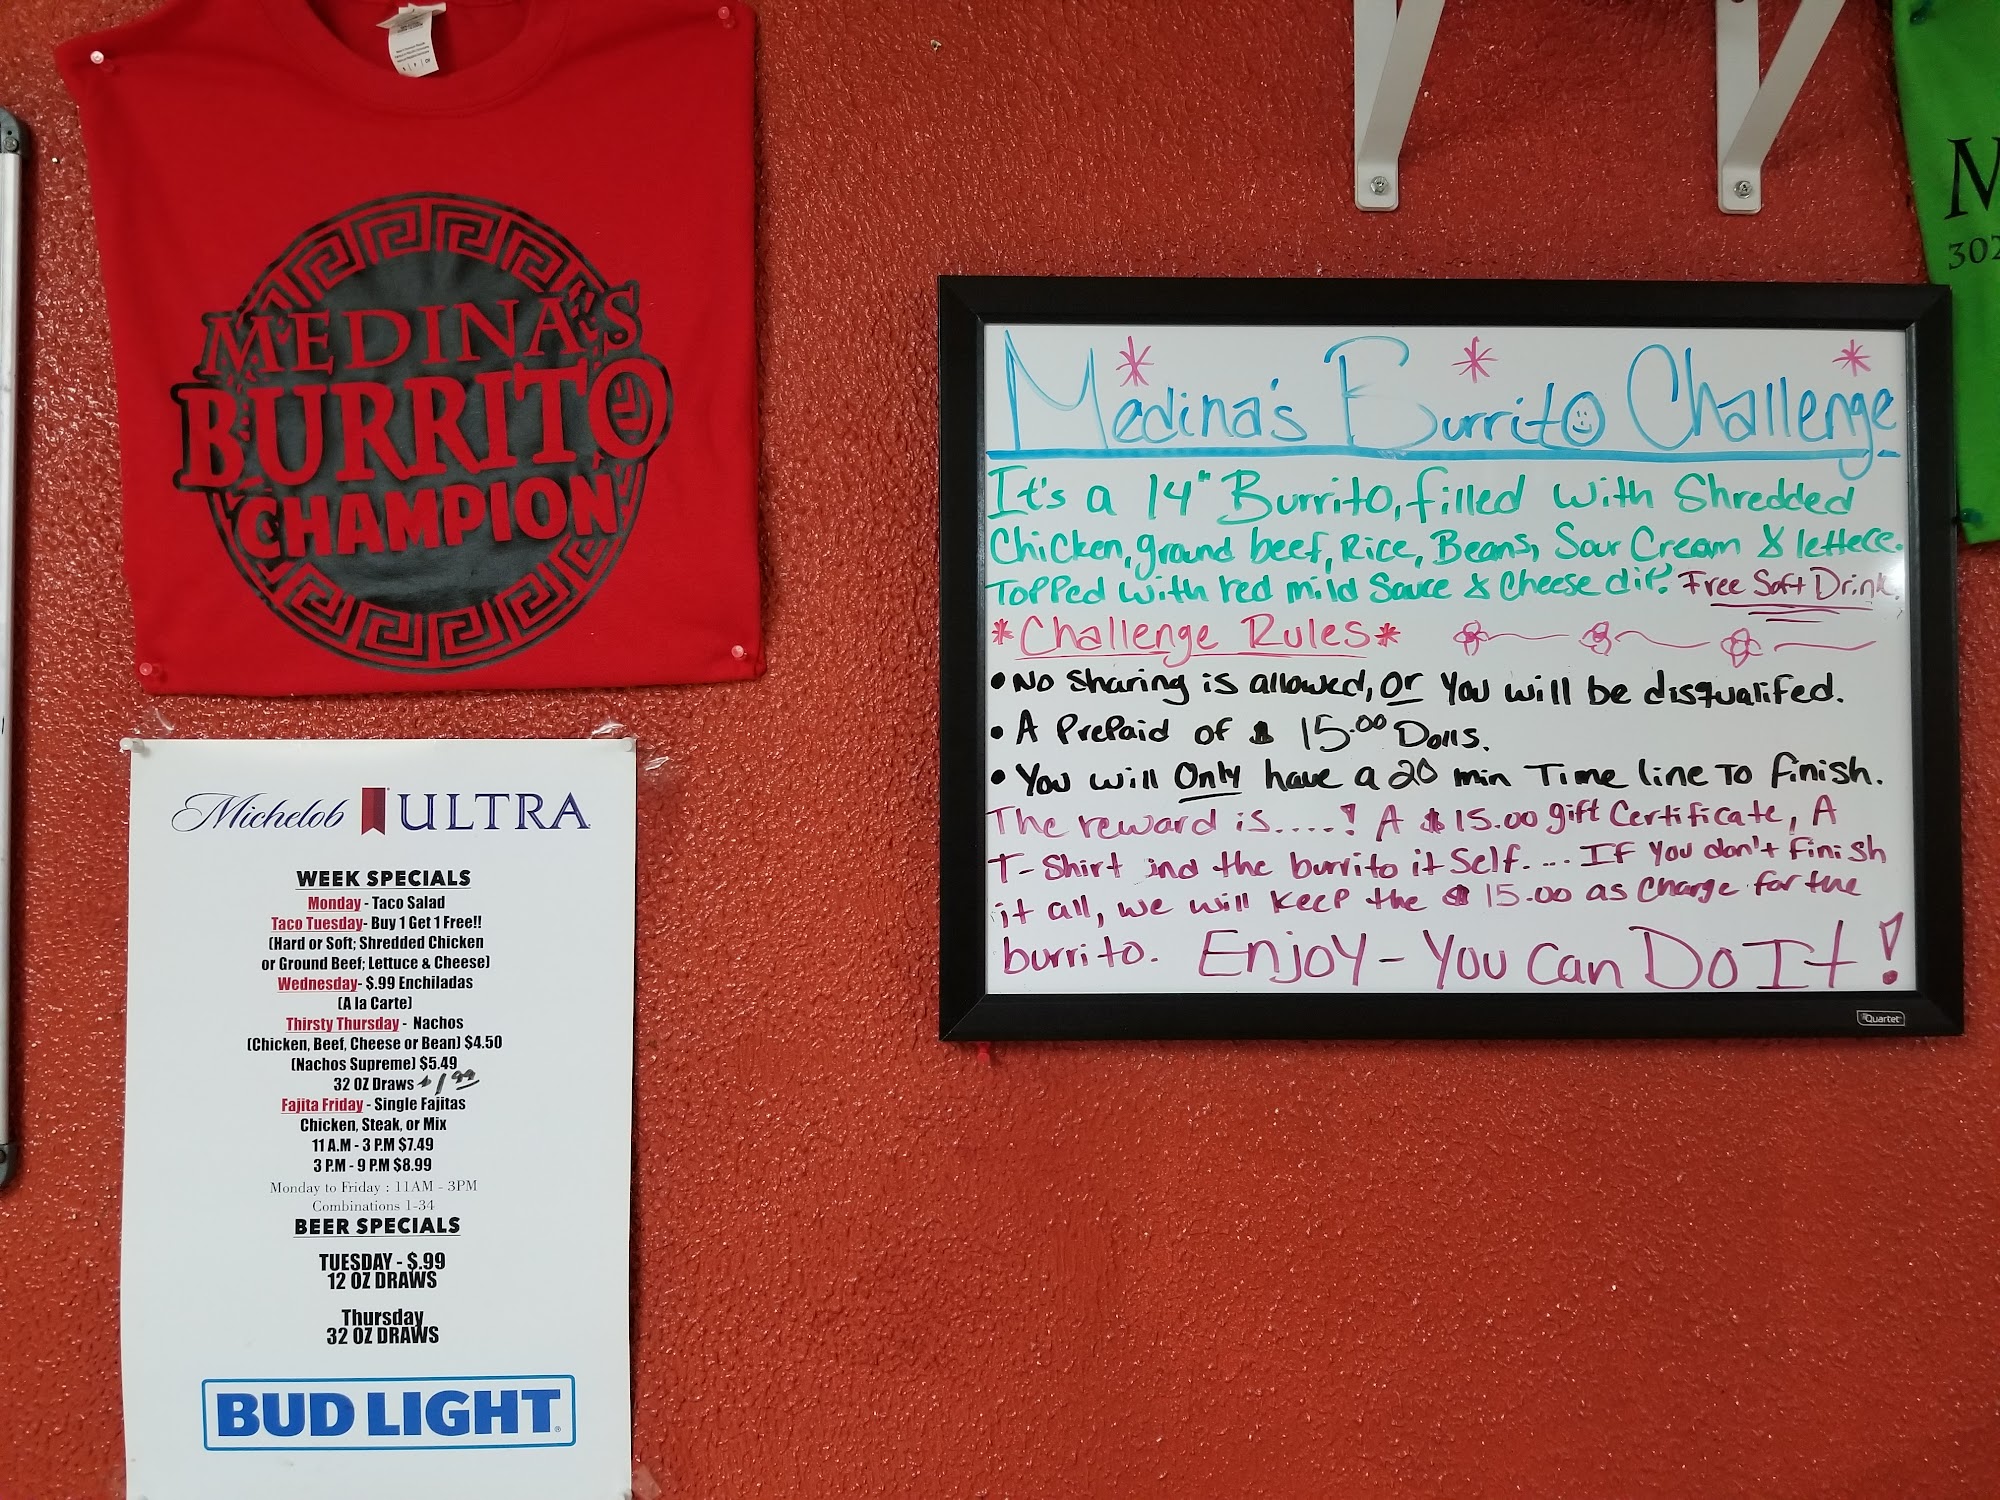 MEDINA'S
BURRITO
CHAMPION
Michelob ULTRA
WEEK SPECIALS
Monday - Taco Salad
Taco Tuesday- Buy 1 Get 1 Free!!
(Hard or Soft; Shredded Chicken
or Ground Beef; Lettuce & Cheese)
Wednesday- $.99 Enchiladas
(A la Carte)
Thirsty Thursday - Nachos
(Chicken, Beef, Cheese or Bean) $4.50
(Nachos Supreme) $5.49
32 OZ Draws $1.99
Fajita Friday - Single Fajitas
Chicken, Steak, or Mix
11 A.M - 3 P.M $7.49
3 P.M - 9 P.M $8.99
Monday to Friday : 11AM - 3PM
Combinations 1-34
BEER SPECIALS
TUESDAY - $.99
12 OZ DRAWS
Thursday
32 OZ DRAWS
BUD LIGHT
Medina's Burrito Challenge
It's a 14" Burrito, filled with Shredded
Chicken, ground beef, Rice, Beans, Sour Cream & lettece.
Topped with red mild Sauce & Cheese dip. Free Soft Drink.
*Challenge Rules*
• No sharing is allowed, or you will be disqualifed.
• A PrePaid of $ 15.00 Dolls.
• You will Only have a 20 min Time line To finish.
The reward is.....! A $ 15.00 gift Certificate, A
T-Shirt and the burrito it Self.... If you don't finish
it all, we will keep the $ 15.00 as charge for the
burrito. Enjoy - You Can Do It!
Quartet
M
302